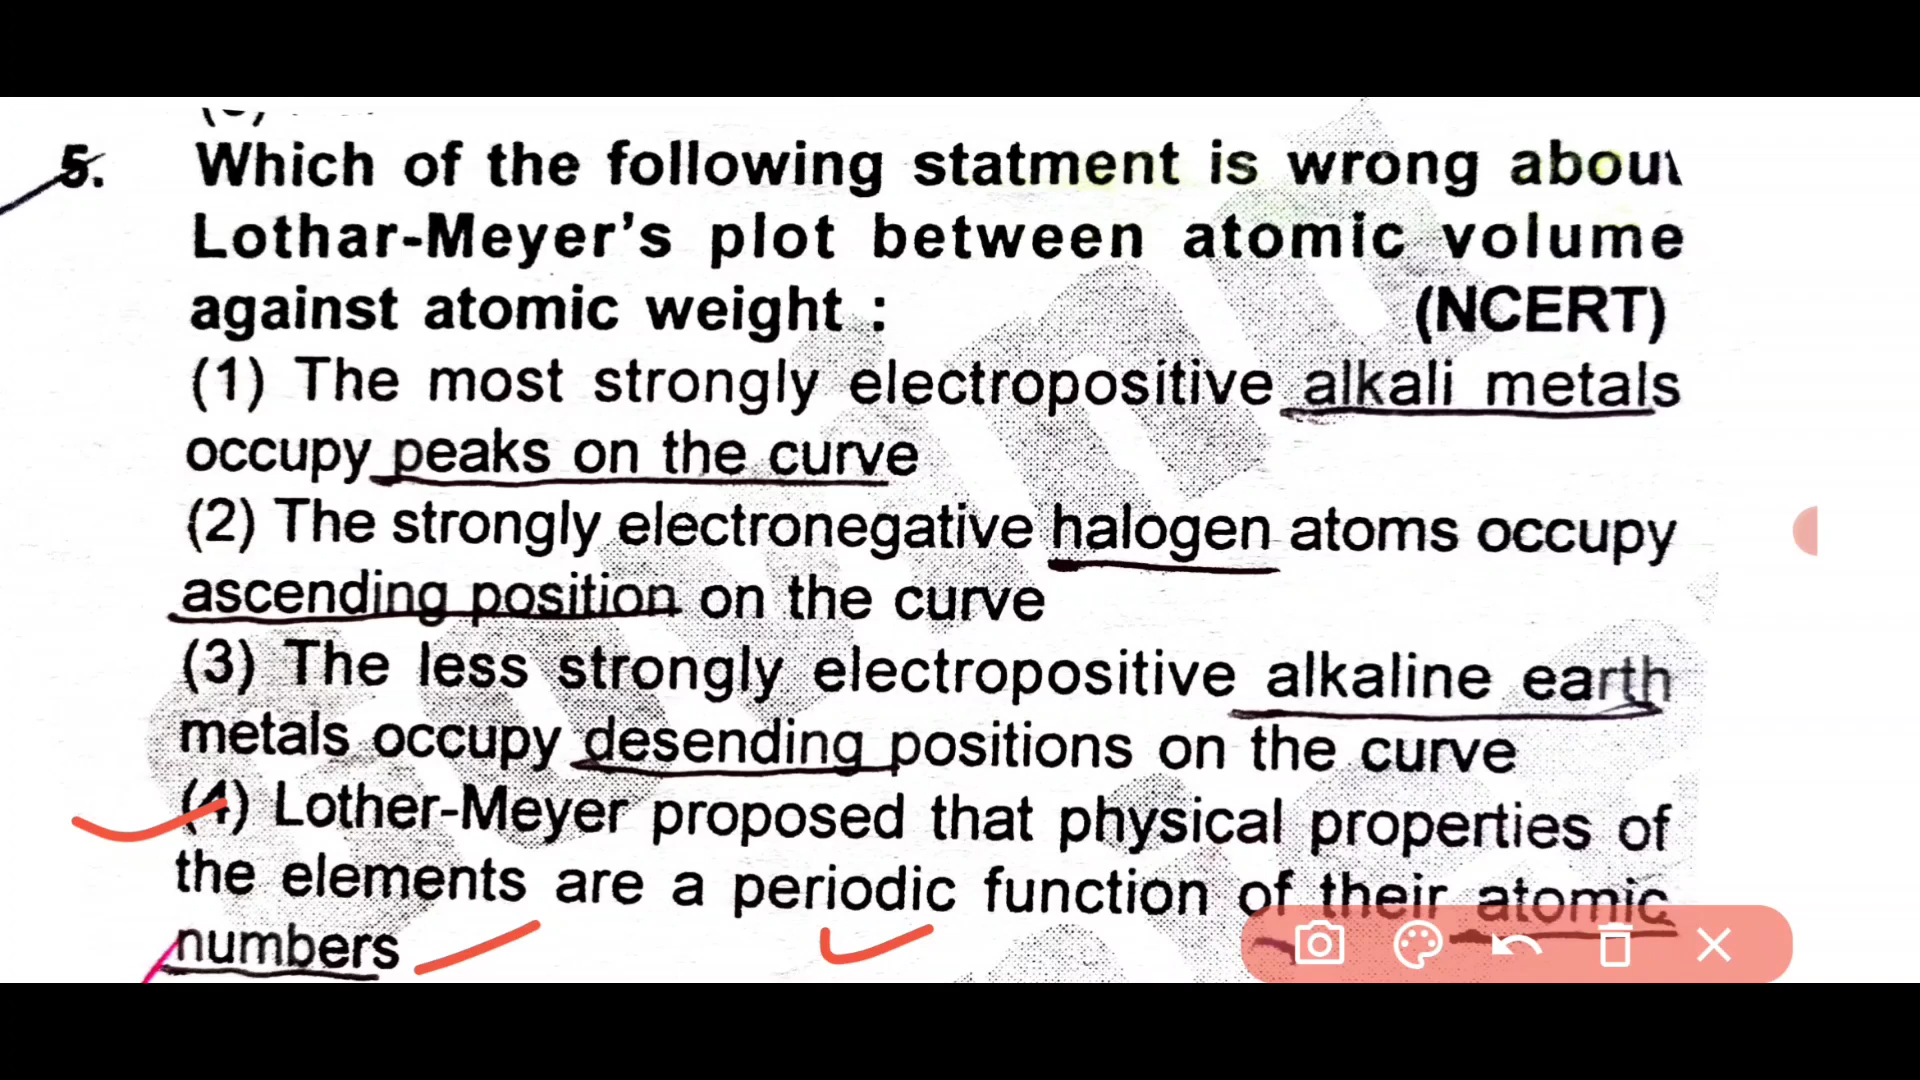 5. Which of the following statment is wrong about
Lothar-Meyer's plot between atomic volume
against atomic weight : (NCERT)
(1) The most strongly electropositive alkali metals
occupy peaks on the curve
(2) The strongly electronegative halogen atoms occupy
ascending position on the curve
(3) The less strongly electropositive alkaline earth
metals occupy desending positions on the curve
(4) Lother-Meyer proposed that physical properties of
the elements are a periodic function of their atomic
numbers